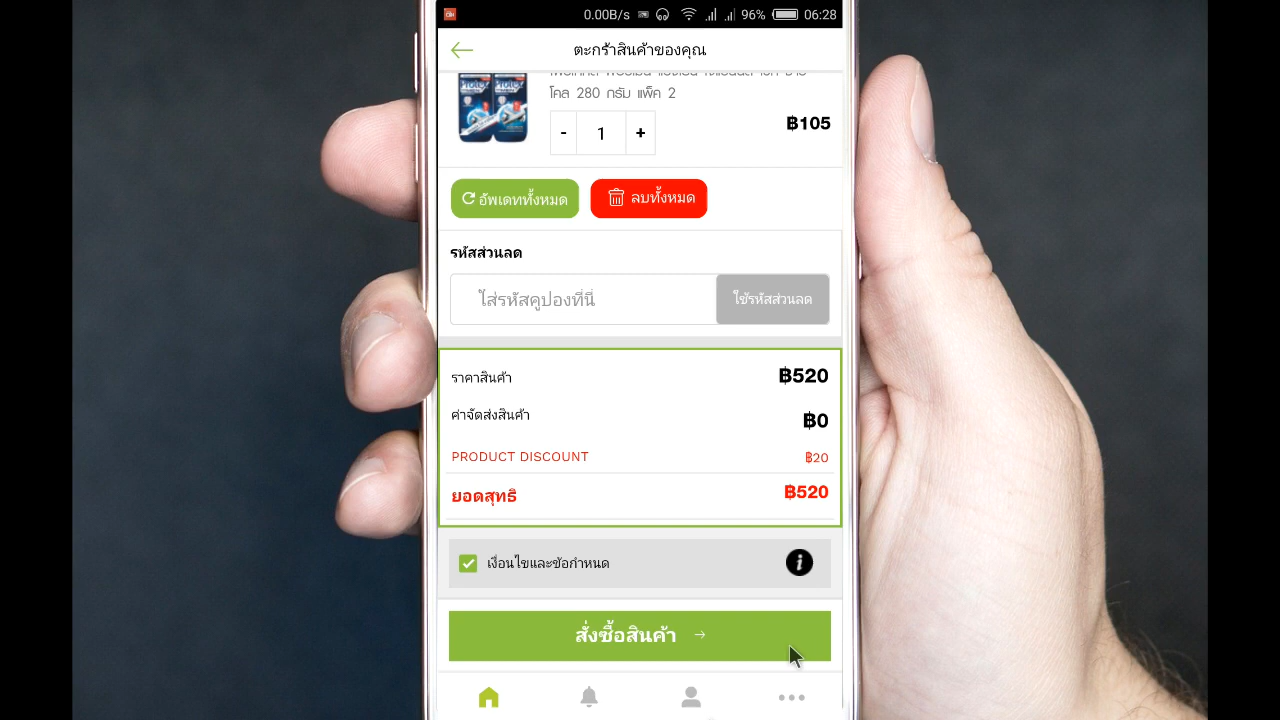 0.00B/s 96% 06:28
ตะกร้าสินค้าของคุณ
โคล 280 กรัม แพ็ค 2
Protex
- 1 +
฿105
อัพเดททั้งหมด
ลบทั้งหมด
รหัสส่วนลด
ใส่รหัสคูปองที่นี่
ใช้รหัสส่วนลด
ราคาสินค้า ฿520
ค่าจัดส่งสินค้า ฿0
PRODUCT DISCOUNT ฿20
ยอดสุทธิ ฿520
เงื่อนไขและข้อกำหนด
สั่งซื้อสินค้า →